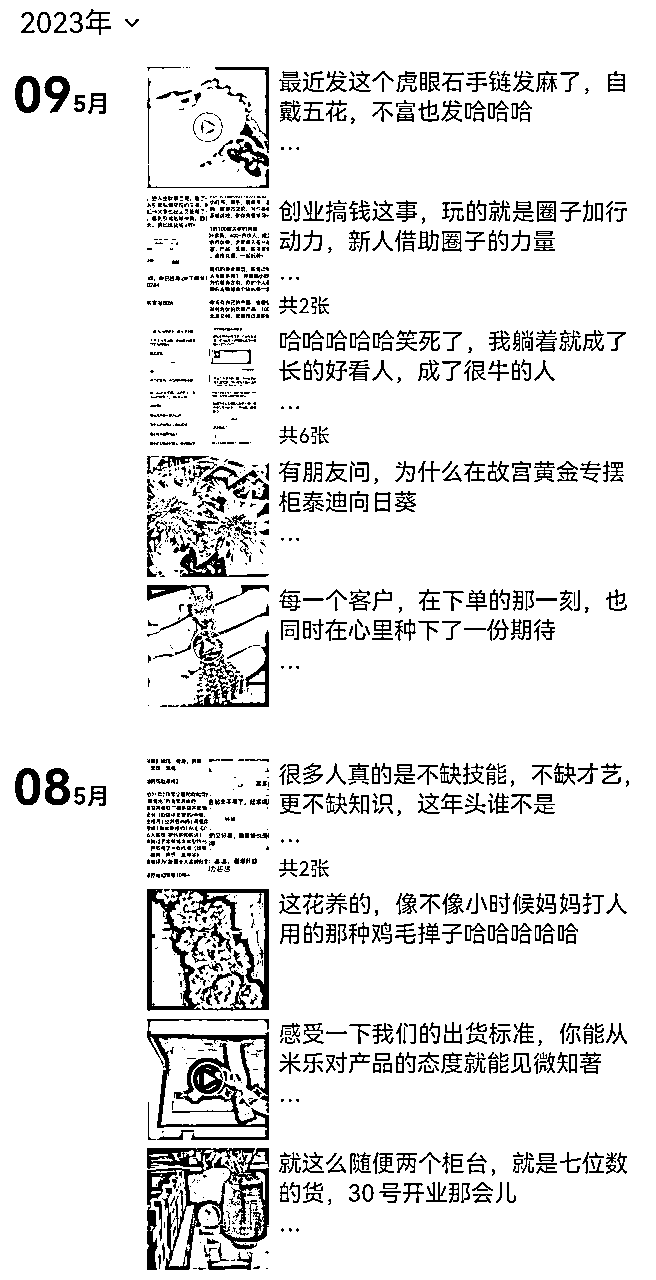 2023年
09 5月
最近发这个虎眼石手链发麻了，自
戴五花，不富也发哈哈哈
...
创业搞钱这事，玩的就是圈子加行
动力，新人借助圈子的力量
...
共2张
哈哈哈哈哈笑死了，我躺着就成了
长的好看人，成了很牛的人
...
共6张
有朋友问，为什么在故宫黄金专摆
柜泰迪向日葵
...
每一个客户，在下单的那一刻，也
同时在心里种下了一份期待
...
08 5月
很多人真的是不缺技能，不缺才艺，
更不缺知识，这年头谁不是
...
共2张
这花养的，像不像小时候妈妈打人
用的那种鸡毛掸子哈哈哈哈哈
感受一下我们的出货标准，你能从
米乐对产品的态度就能见微知著
...
就这么随便两个柜台，就是七位数
的货，30号开业那会儿
...